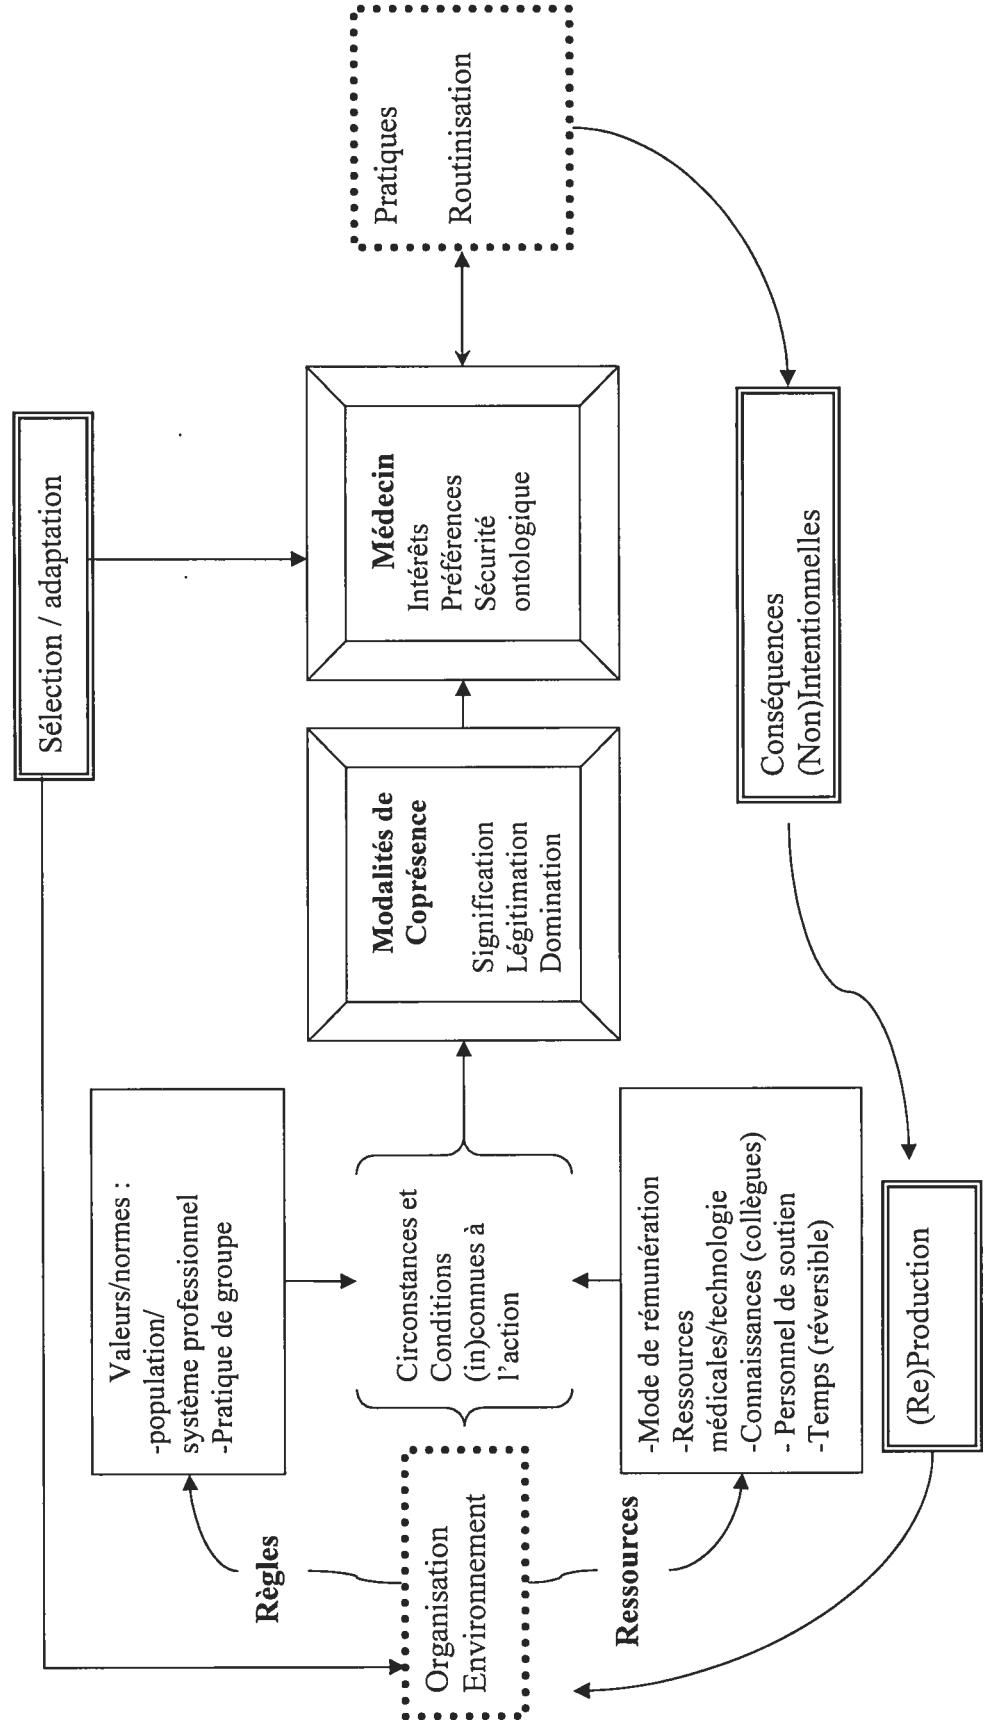 Sélection / adaptation
Règles
Valeurs/normes :
-population/
système professionnel
-Pratique de groupe
Organisation
Environnement
Circonstances et
Conditions
(in)connues à
l'action
Modalités de
Coprésence
Signification
Légitimation
Domination
Médecin
Intérêts
Préférences
Sécurité
ontologique
Pratiques
Routinisation
Ressources
-Mode de rémunération
-Ressources
médicales/technologie
-Connaissances (collègues)
- Personnel de soutien
-Temps (réversible)
Conséquences
(Non)Intentionnelles
(Re)Production